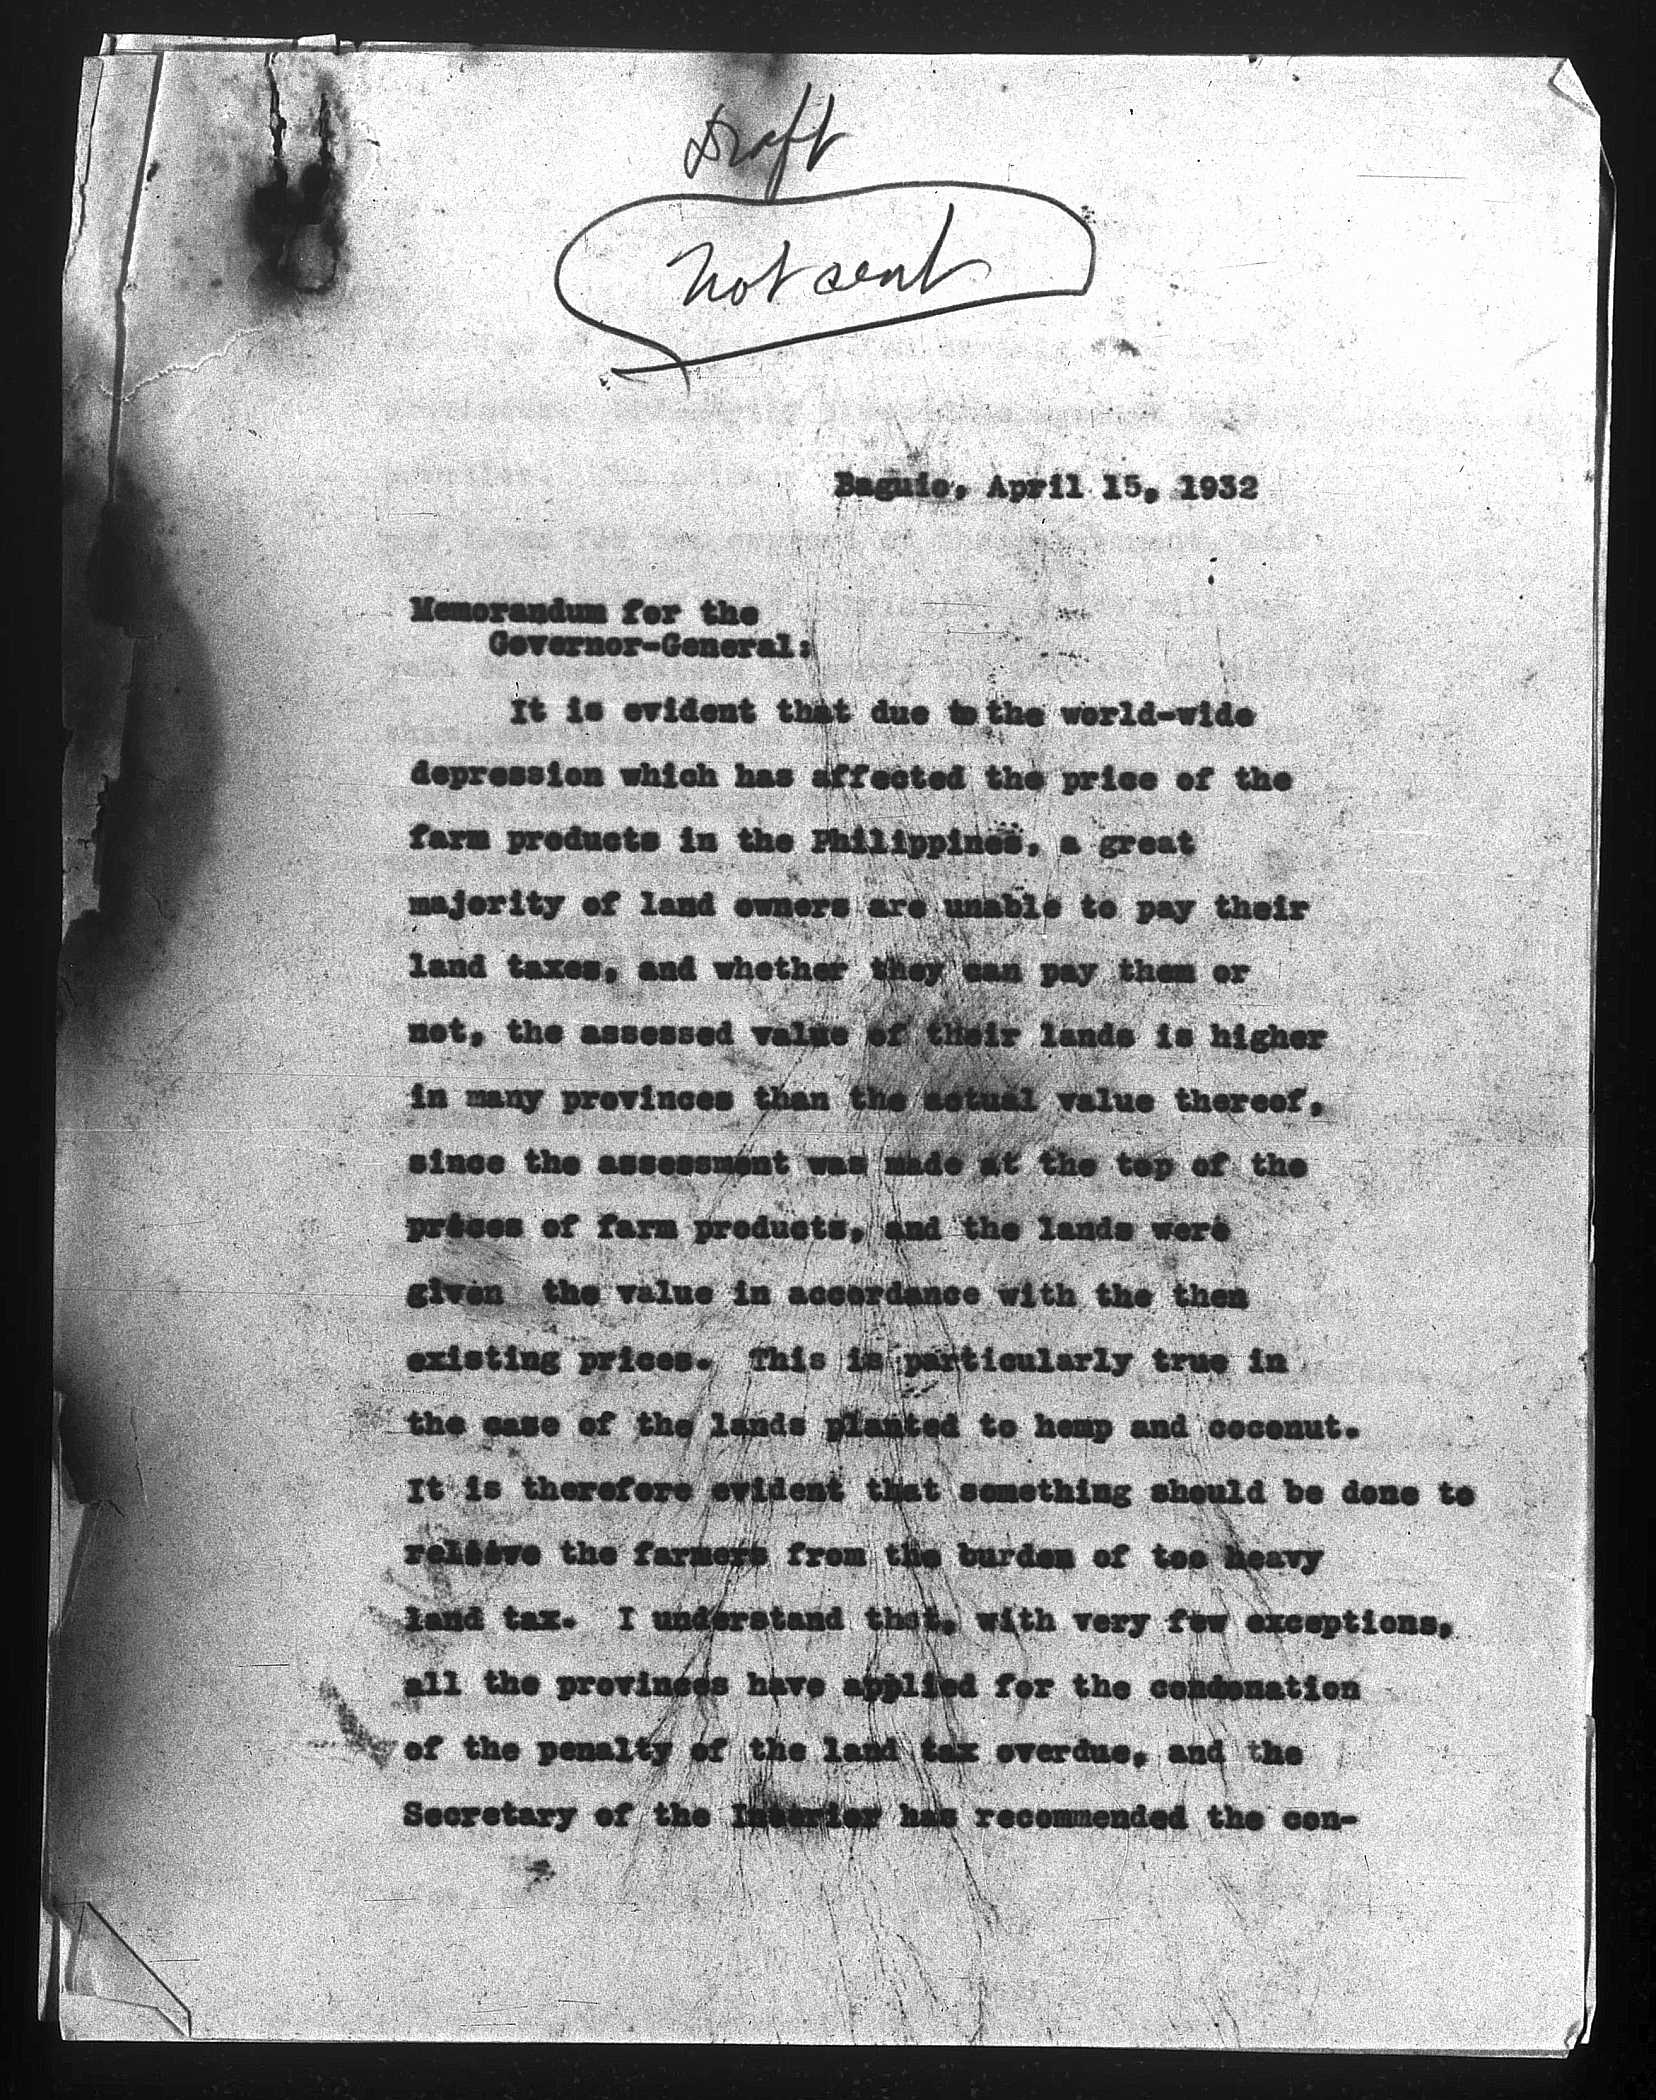 Draft
Not sent
Baguio, April 15, 1932
Memorandum for the
Governor-General:
It is evident that due to the world-wide
depression which has affected the price of the
farm products in the Philippines, a great
majority of land owners are unable to pay their
land taxes, and whether they can pay them or
not, the assessed value of their lands is higher
in many provinces than the actual value thereof,
since the assessment was made at the top of the
prices of farm products, and the lands were
given the value in accordance with the then
existing prices. This is particularly true in
the case of the lands planted to hemp and coconut.
It is therefore evident that something should be done to
relieve the farmers from the burden of too heavy
land tax. I understand that, with very few exceptions,
all the provinces have applied for the condonation
of the penalty of the land tax overdue, and the
Secretary of the Interior has recommended the con-